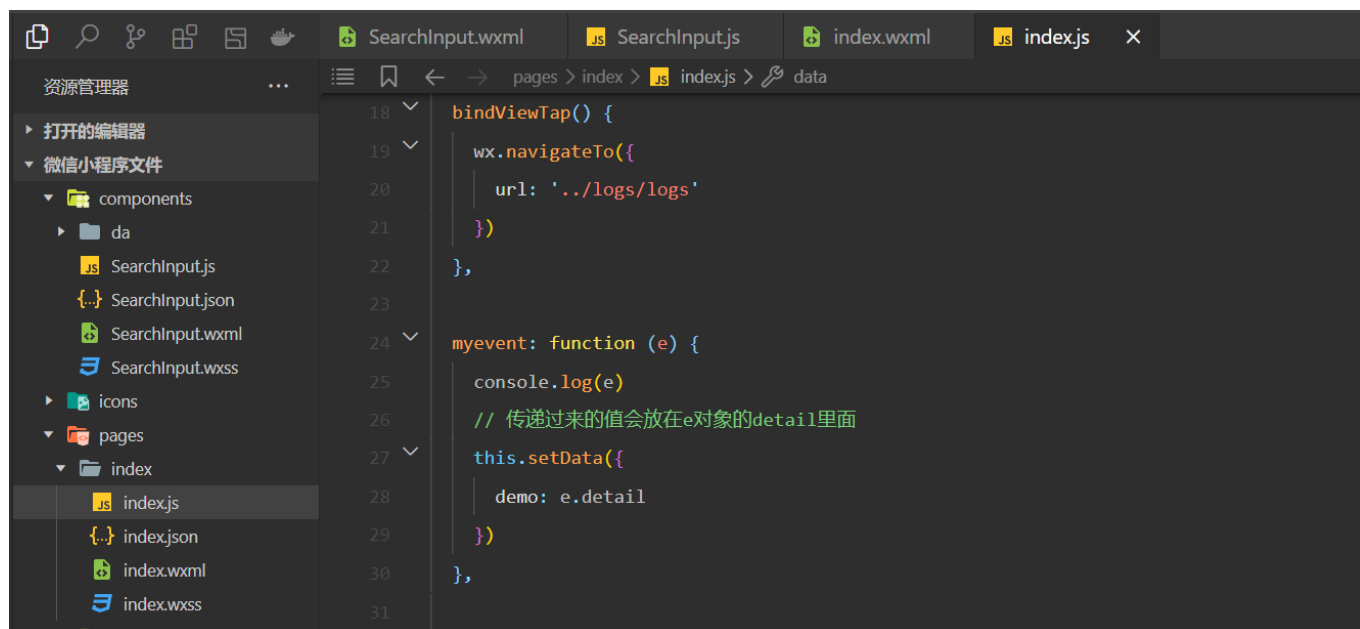 SearchInput.wxml
JS SearchInput.js
index.wxml
JS index.js ×
资源管理器 ···
pages > index > JS index.js > data
打开的编辑器
微信小程序文件
components
da
JS SearchInput.js
{..} SearchInput.json
SearchInput.wxml
SearchInput.wxss
icons
pages
index
JS index.js
{..} index.json
index.wxml
index.wxss
18 bindViewTap() {
19 wx.navigateTo({
20 url: '../logs/logs'
21 })
22 },
23
24 myevent: function (e) {
25 console.log(e)
26 // 传递过来的值会放在e对象的detail里面
27 this.setData({
28 demo: e.detail
29 })
30 },
31